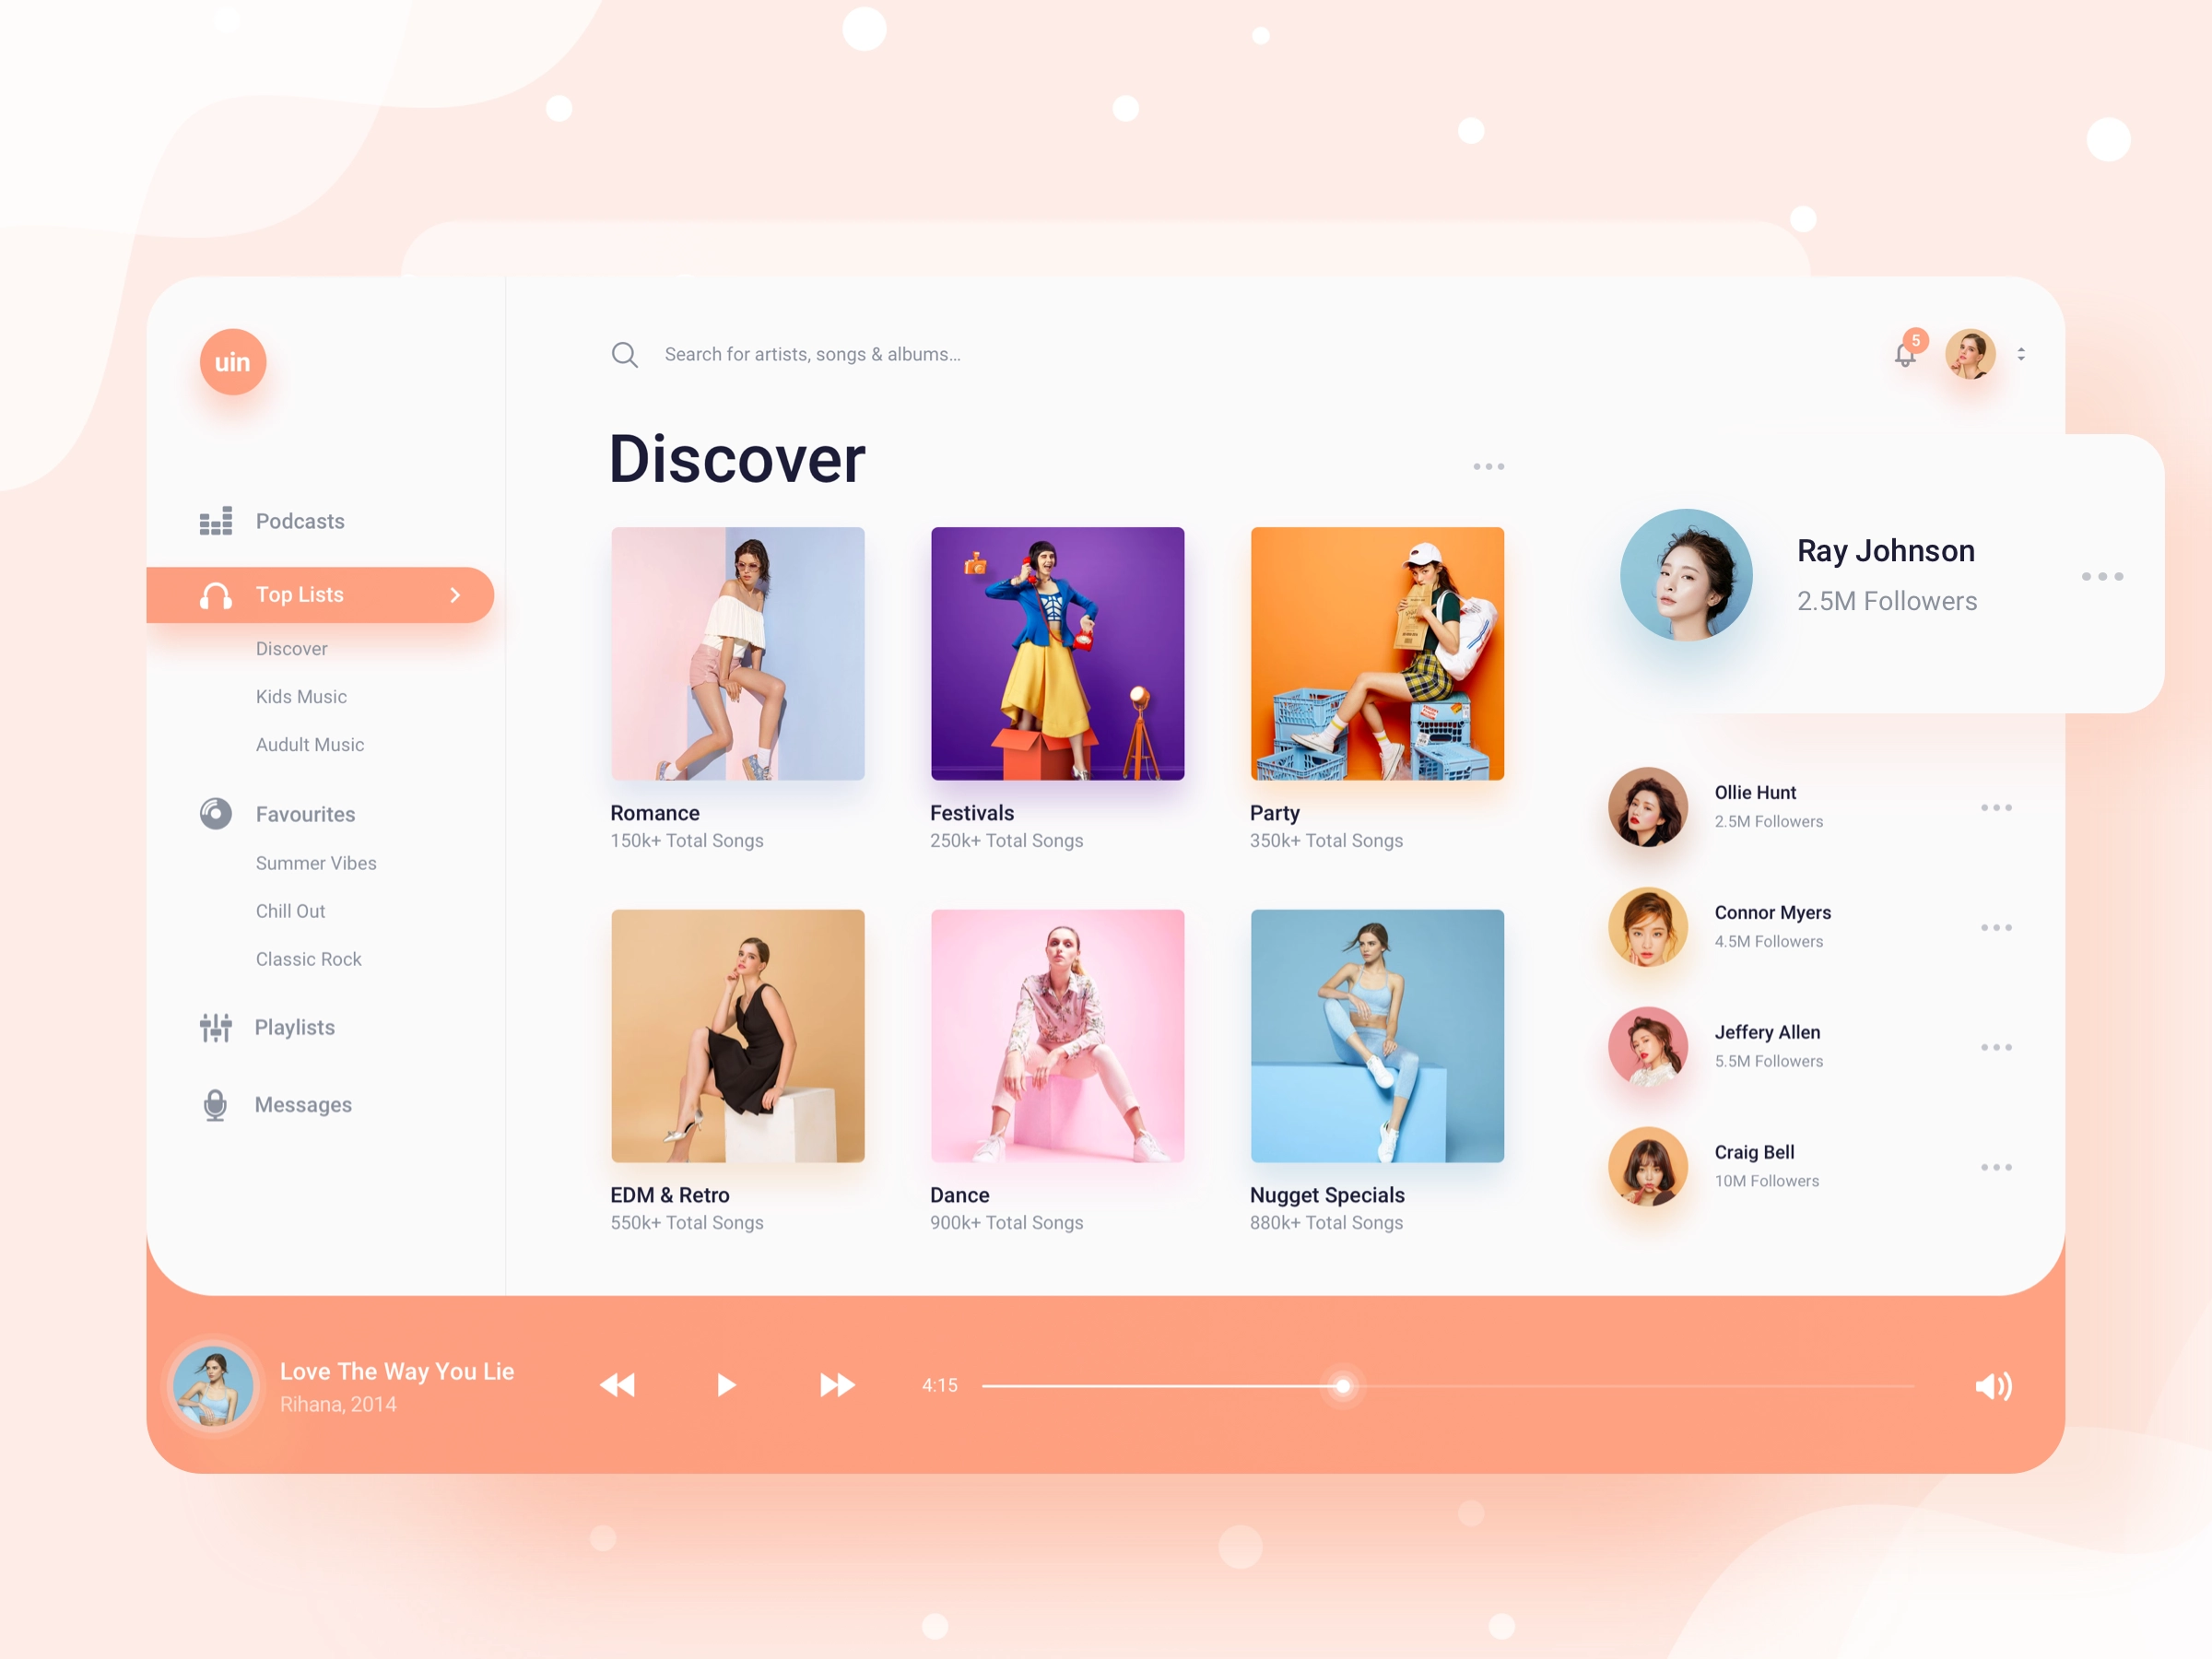 uin
Podcasts
Top Lists
Discover
Kids Music
Audult Music
Favourites
Summer Vibes
Chill Out
Classic Rock
Playlists
Messages
Search for artists, songs & albums...
5
Discover
Romance
150k+ Total Songs
Festivals
250k+ Total Songs
Party
350k+ Total Songs
EDM & Retro
550k+ Total Songs
Dance
900k+ Total Songs
Nugget Specials
880k+ Total Songs
Ray Johnson
2.5M Followers
Ollie Hunt
2.5M Followers
Connor Myers
4.5M Followers
Jeffery Allen
5.5M Followers
Craig Bell
10M Followers
Love The Way You Lie
Rihana, 2014
4:15